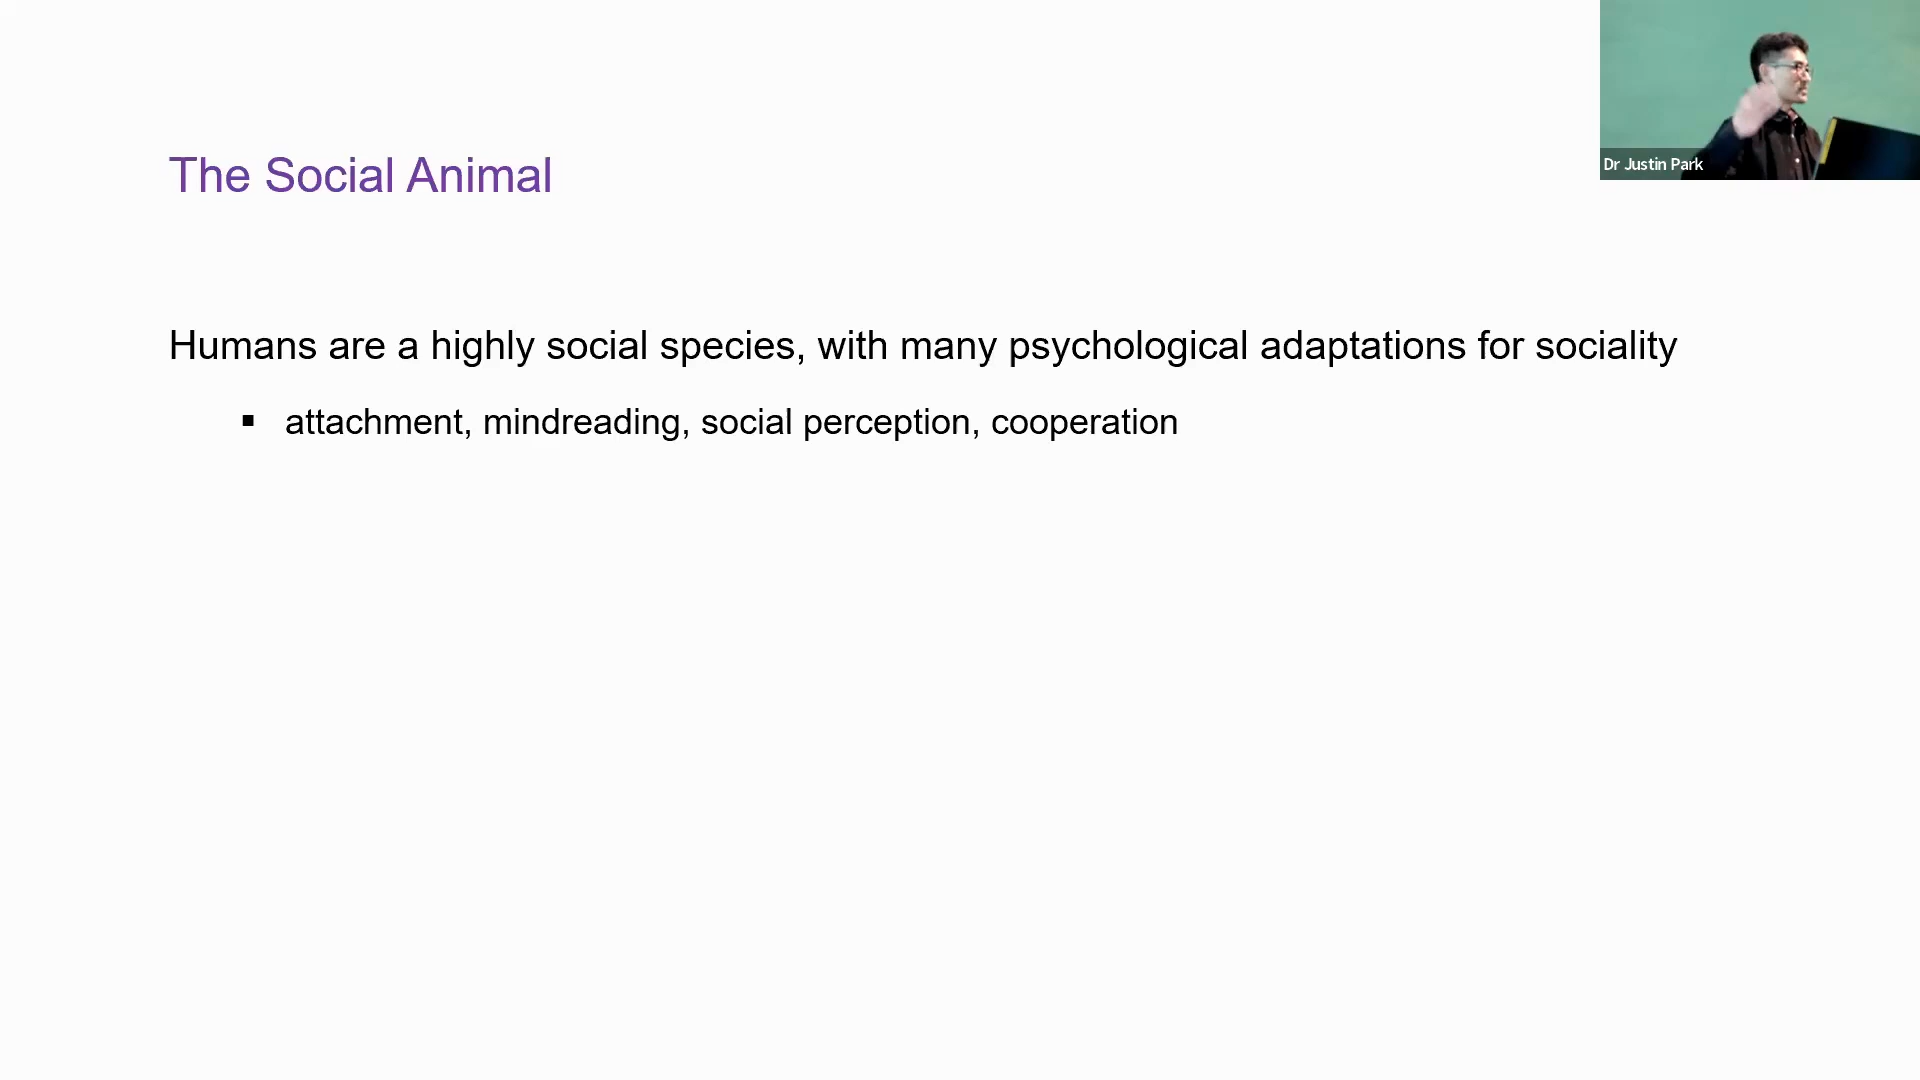 Dr Justin Park
The Social Animal
Humans are a highly social species, with many psychological adaptations for sociality
▪ attachment, mindreading, social perception, cooperation